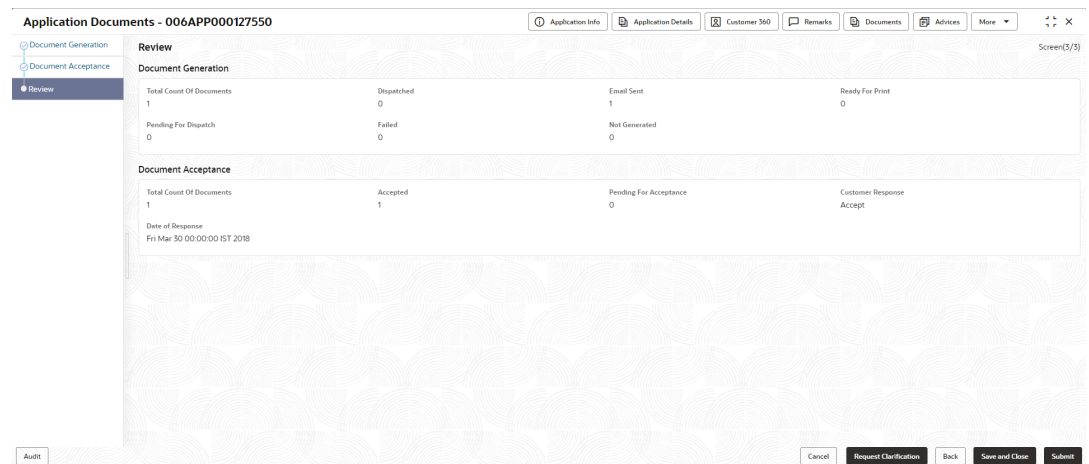 Application Documents - 006APP000127550
Application Info
Application Details
Customer 360
Remarks
Documents
Advices
More
Document Generation
Document Acceptance
Review
Review
Screen(3/3)
Document Generation
Total Count Of Documents Dispatched Email Sent Ready For Print
1 0 1 0
Pending For Dispatch Failed Not Generated
0 0 0
Document Acceptance
Total Count Of Documents Accepted Pending For Acceptance Customer Response
1 1 0 Accept
Date of Response
Fri Mar 30 00:00:00 IST 2018
Audit
Cancel
Request Clarification
Back
Save and Close
Submit